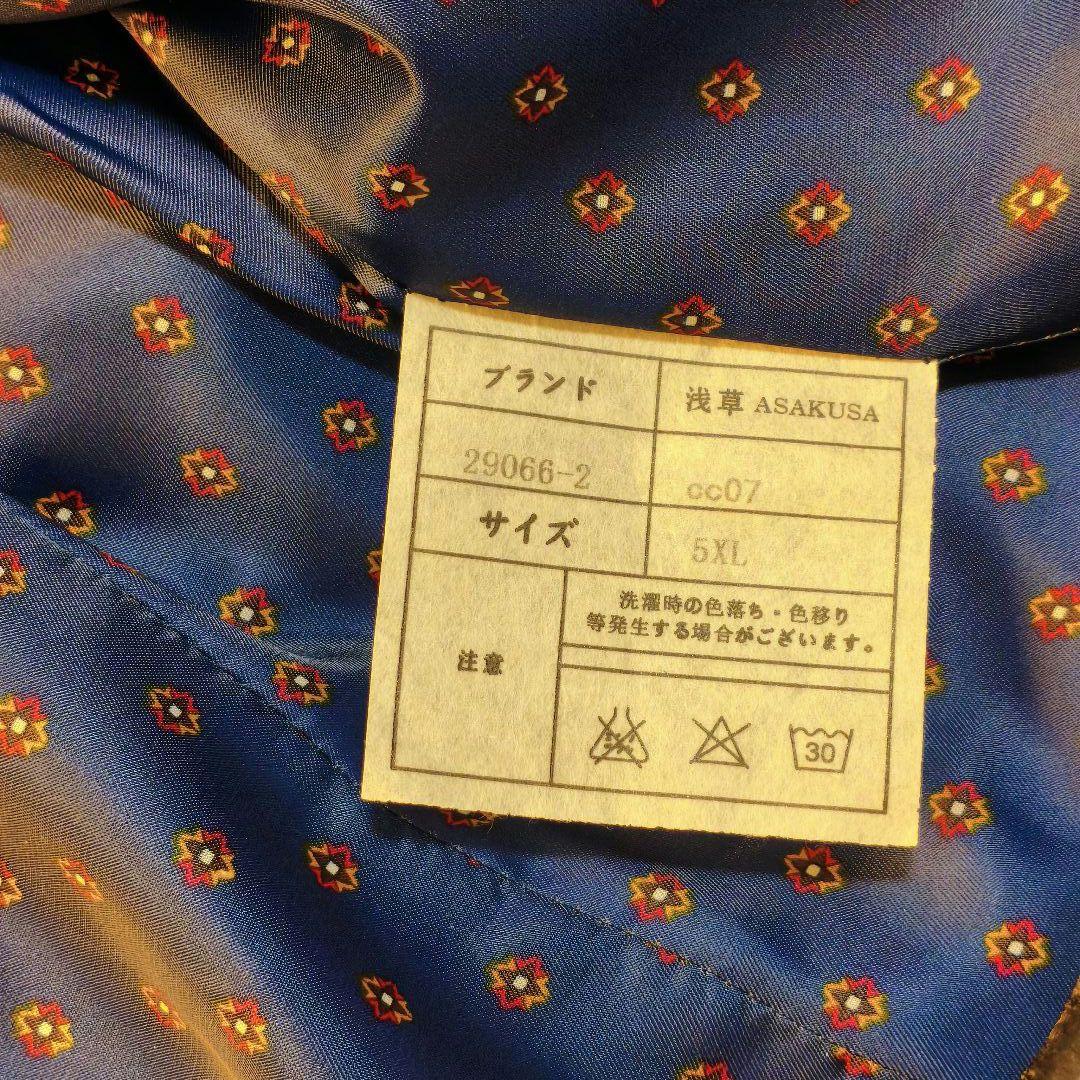 ブランド
浅草 ASAKUSA
29066-2
cc07
サイズ
5XL
注意
洗濯時の色落ち・色移り
等発生する場合がございます。
30